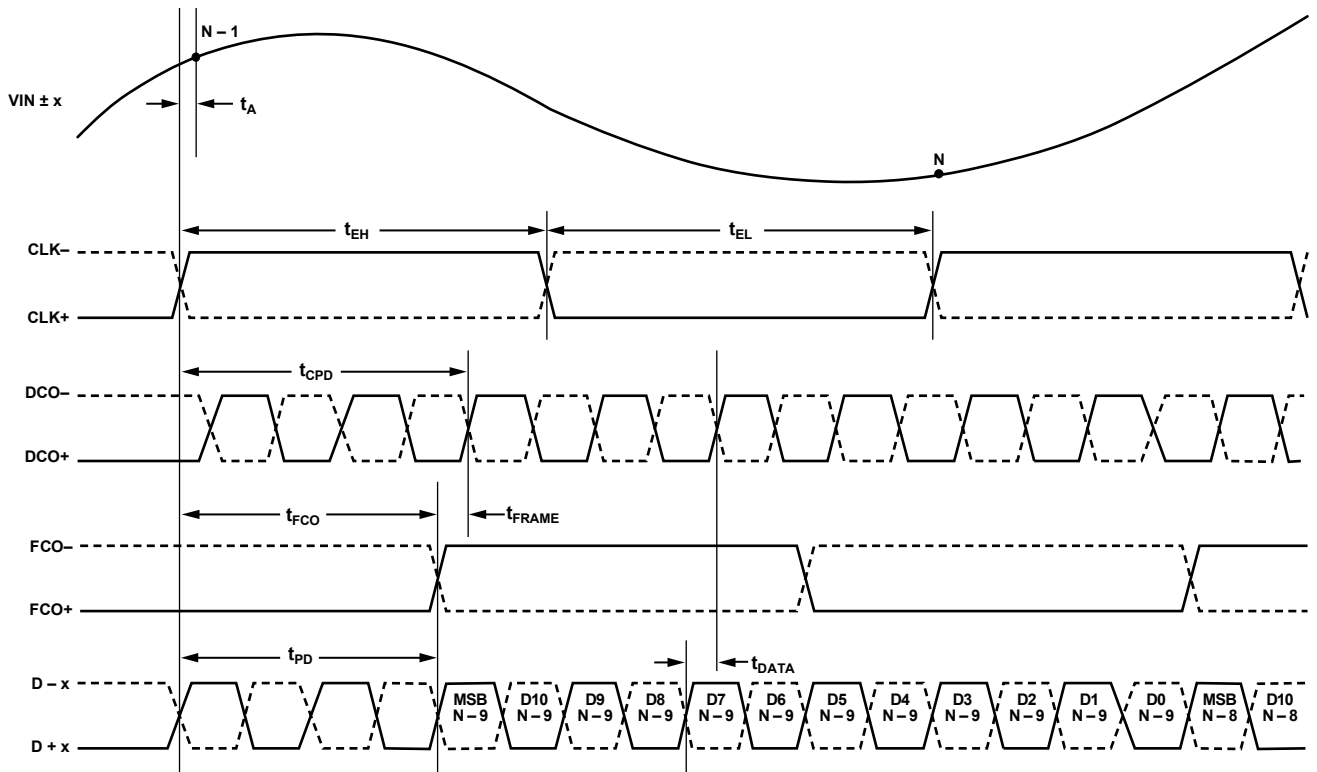 N – 1
VIN ± x
tA
N
tEH
tEL
CLK–
CLK+
tCPD
DCO–
DCO+
tFCO
tFRAME
FCO–
FCO+
tPD
tDATA
D – x
MSB D10 D9 D8 D7 D6 D5 D4 D3 D2 D1 D0 MSB D10
N – 9 N – 9 N – 9 N – 9 N – 9 N – 9 N – 9 N – 9 N – 9 N – 9 N – 9 N – 9 N – 8 N – 8
D + x